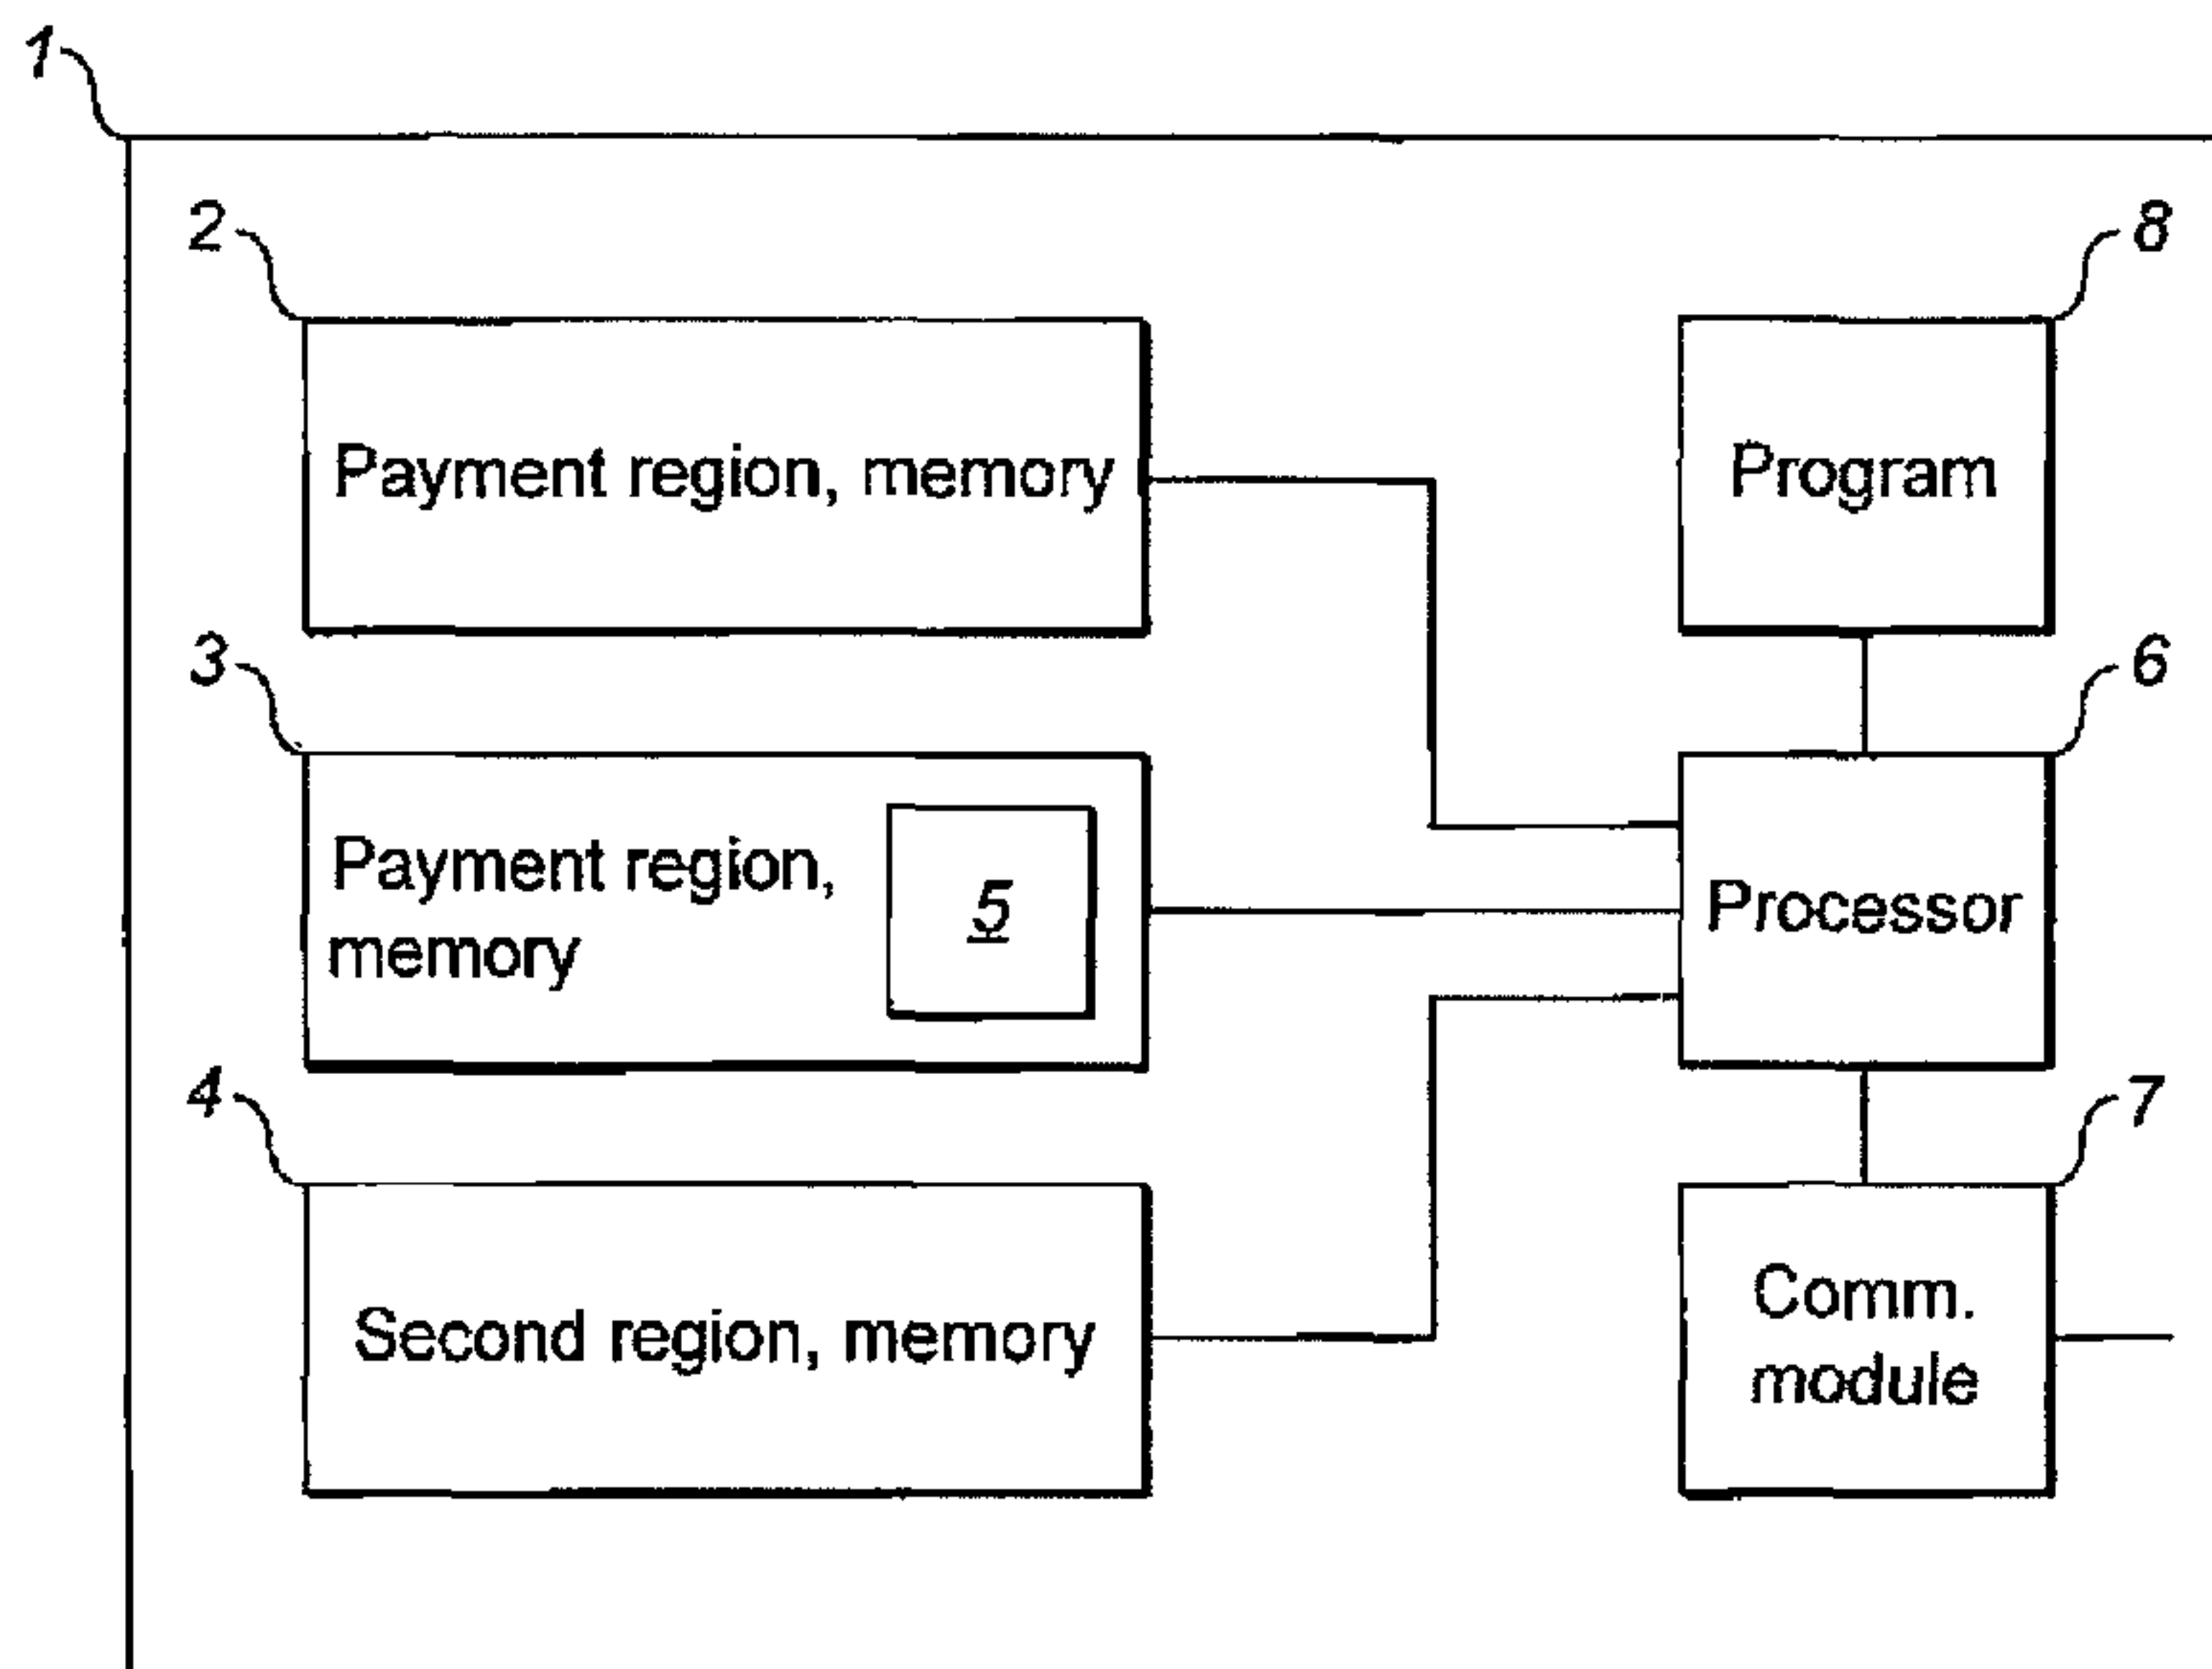 1
2
8
Payment region, memory
Program
3
6
Payment region,
memory
5
Processor
4
7
Second region, memory
Comm.
module